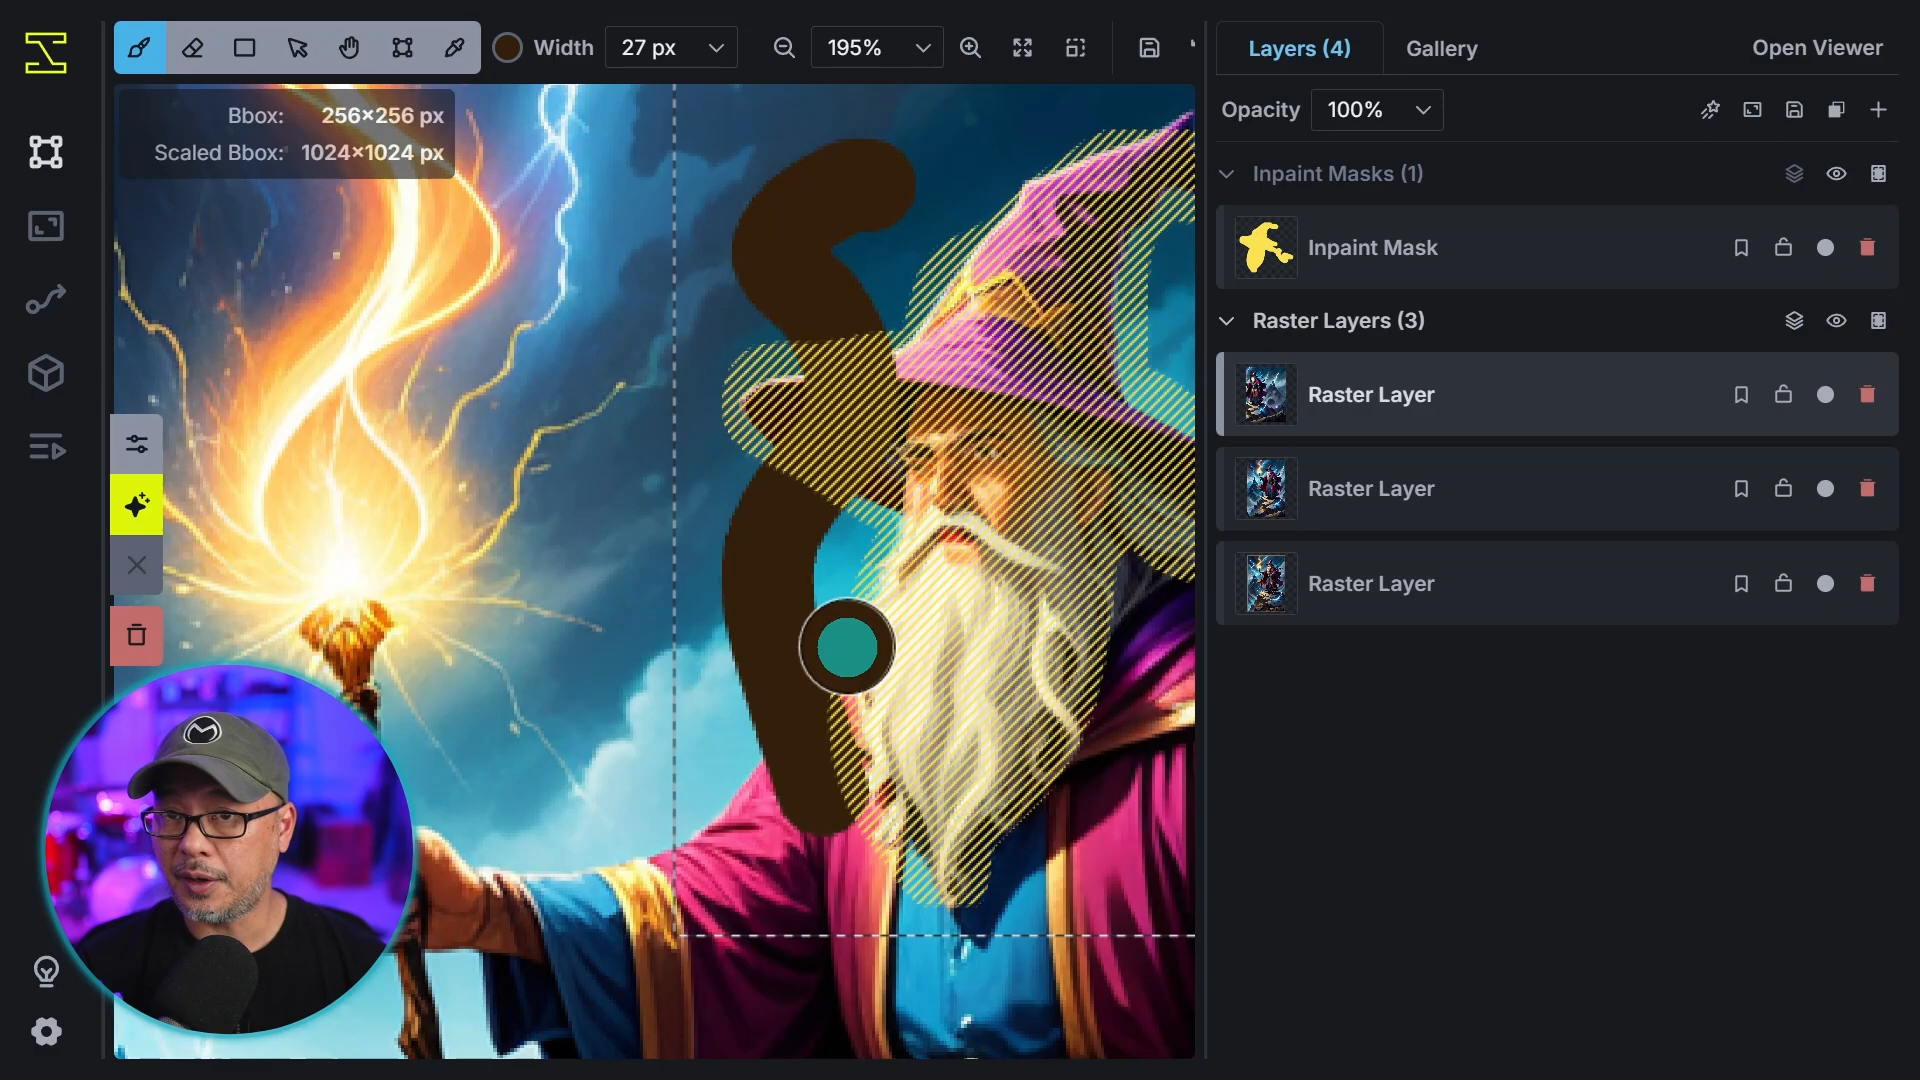 Width 27 px 195% Layers (4) Gallery Open Viewer
Bbox: 256×256 px
Scaled Bbox: 1024×1024 px
Opacity 100%
Inpaint Masks (1)
Inpaint Mask
Raster Layers (3)
Raster Layer
Raster Layer
Raster Layer